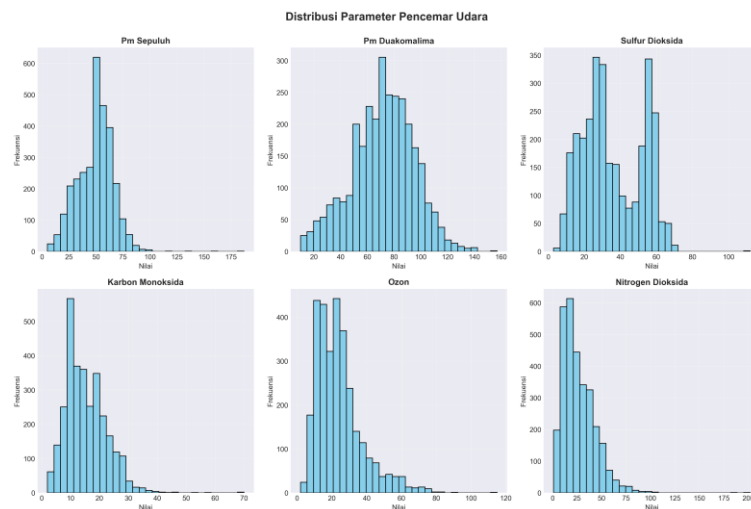 Distribusi Parameter Pencemar Udara
Pm Sepuluh
Frekuensi
600
500
400
300
200
100
0
0 25 50 75 100 125 150 175
Nilai
Pm Duakomalima
Frekuensi
300
250
200
150
100
50
0
20 40 60 80 100 120 140 160
Nilai
Sulfur Dioksida
Frekuensi
350
300
250
200
150
100
50
0
0 20 40 60 80 100
Nilai
Karbon Monoksida
Frekuensi
500
400
300
200
100
0
0 10 20 30 40 50 60 70
Nilai
Ozon
Frekuensi
400
300
200
100
0
0 20 40 60 80 100 120
Nilai
Nitrogen Dioksida
Frekuensi
600
500
400
300
200
100
0
0 25 50 75 100 125 150 175 200
Nilai